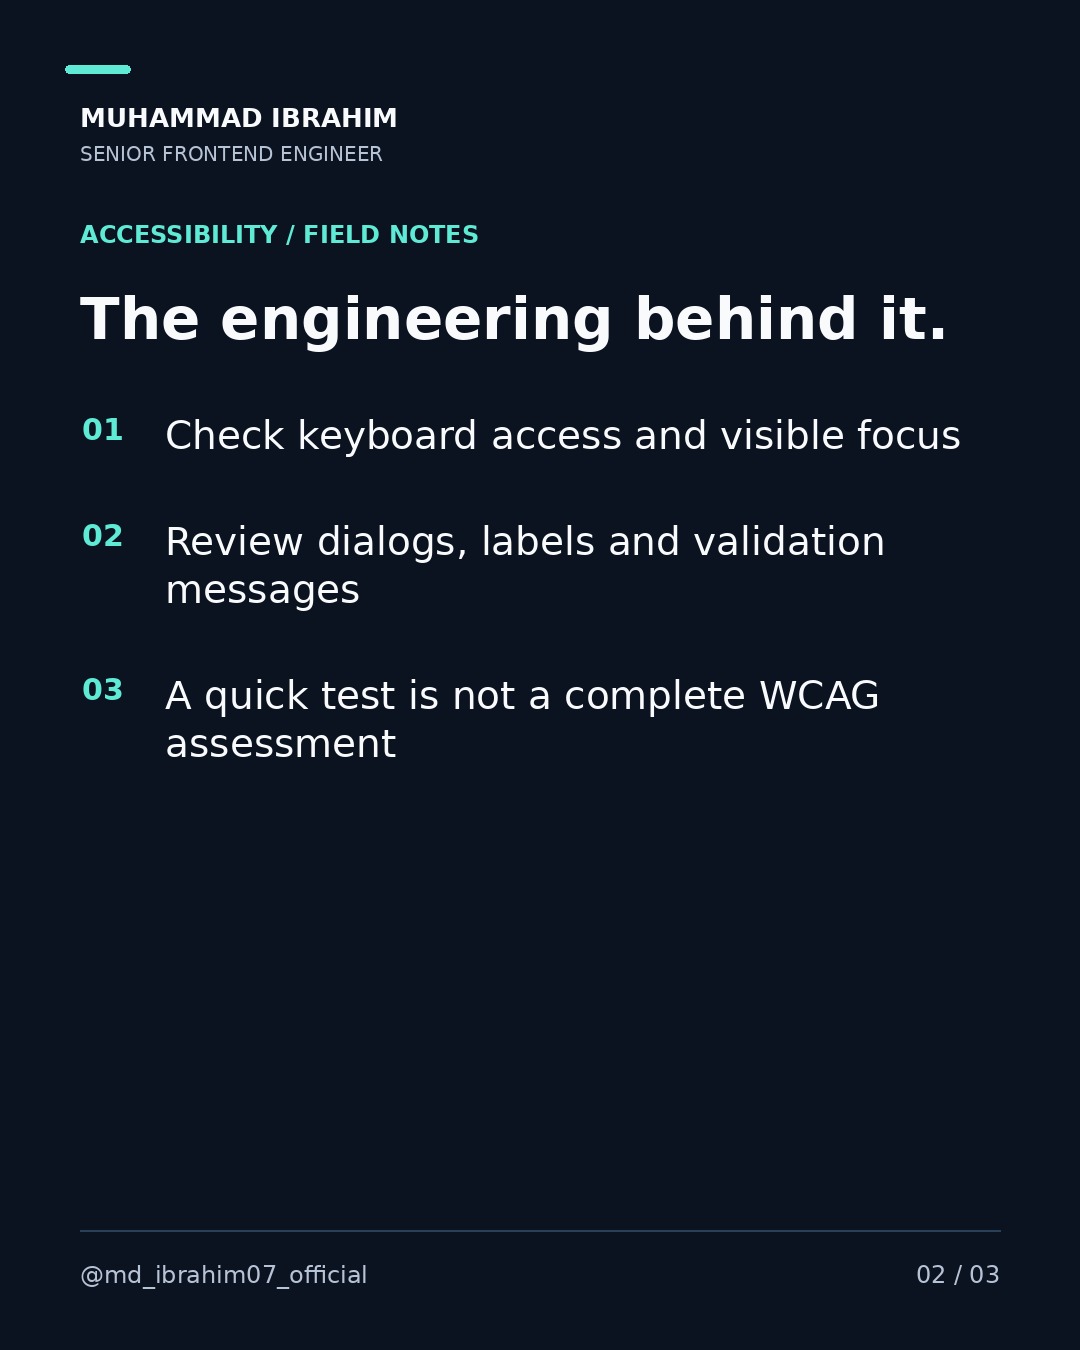 MUHAMMAD IBRAHIM
SENIOR FRONTEND ENGINEER
ACCESSIBILITY / FIELD NOTES
The engineering behind it.
01 Check keyboard access and visible focus
02 Review dialogs, labels and validation
messages
03 A quick test is not a complete WCAG
assessment
@md_ibrahim07_official 02 / 03